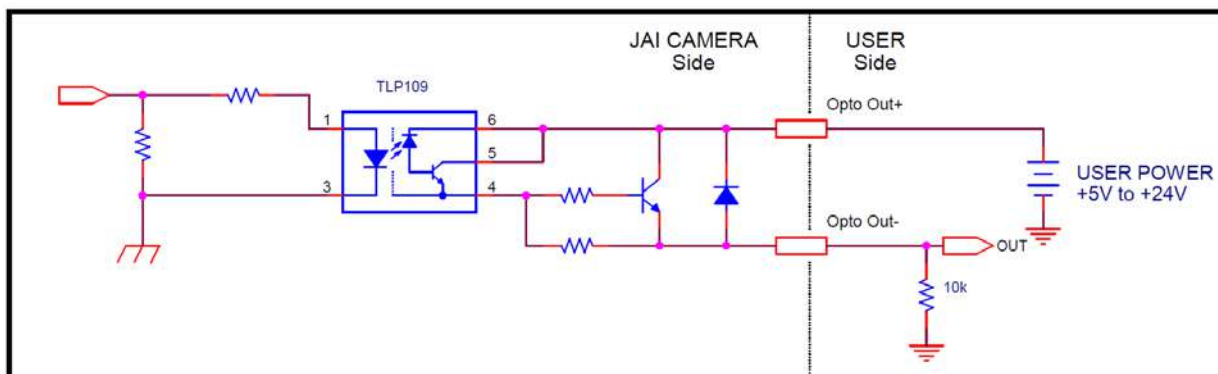 JAI CAMERA
Side
USER
Side
TLP109
1
3
6
5
4
Opto Out+
USER POWER
+5V to +24V
Opto Out-
OUT
10k